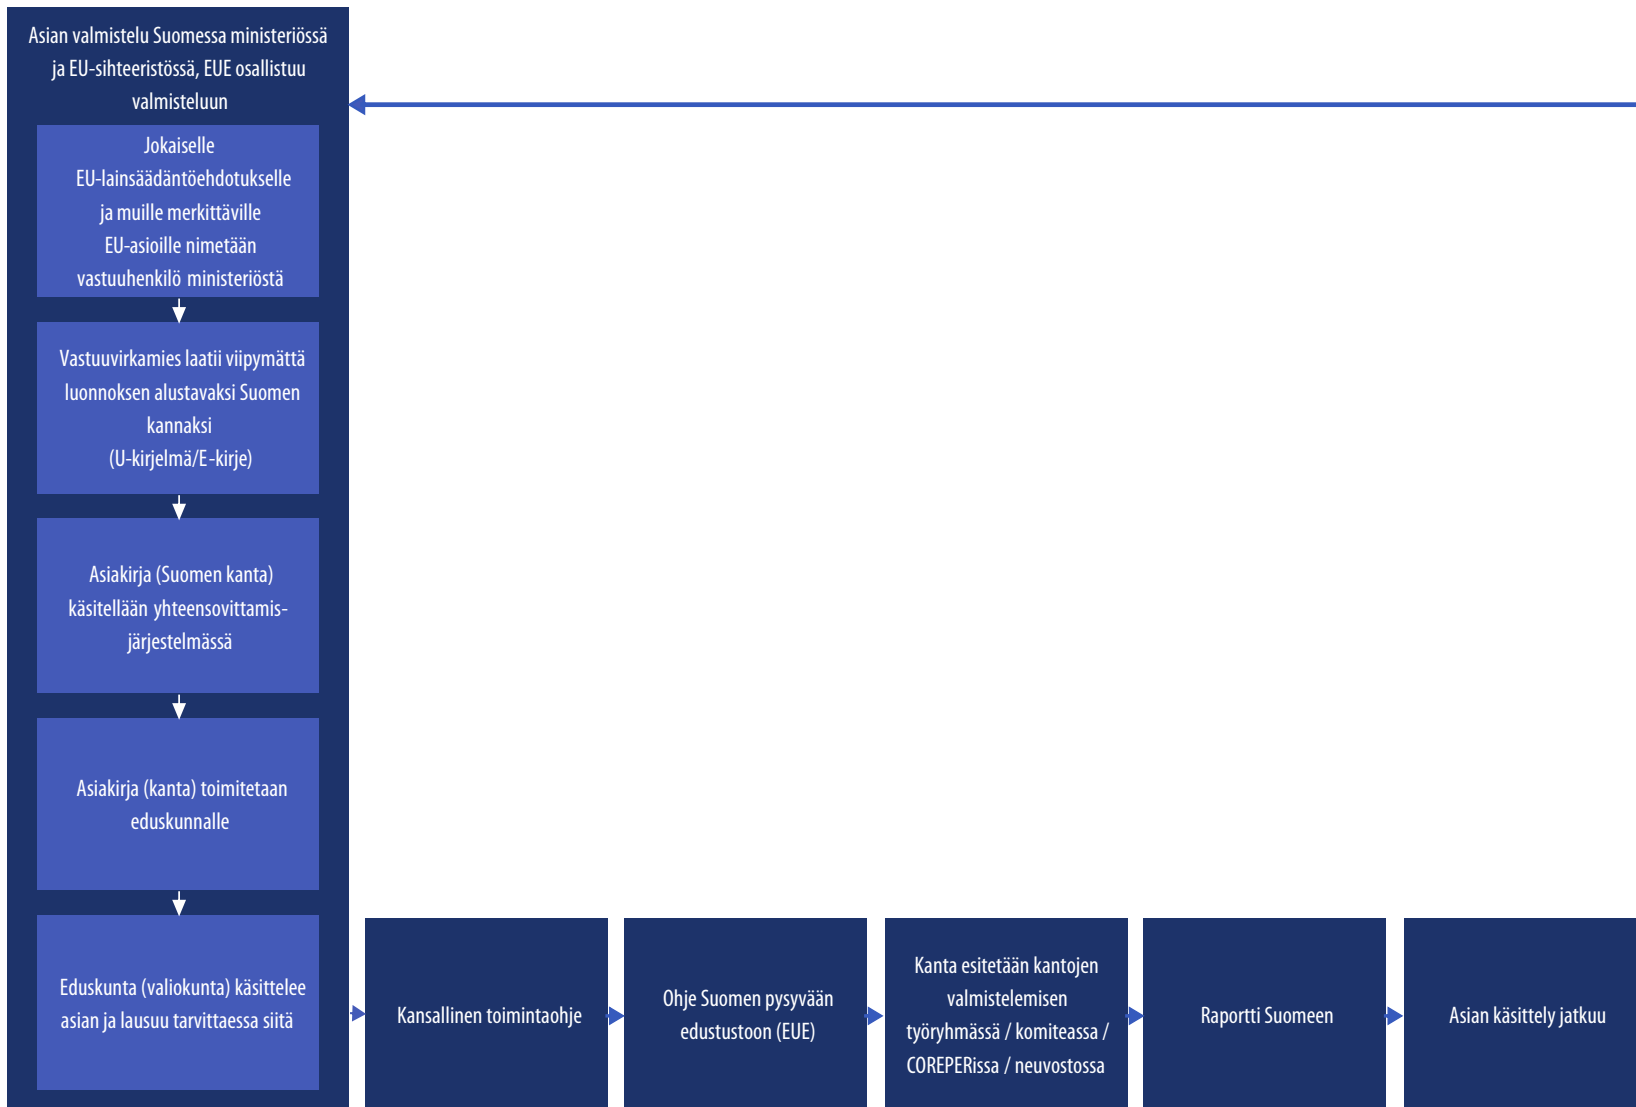 Asian valmistelu Suomessa ministeriössä
ja EU-sihteeristössä, EUE osallistuu
valmisteluun
Jokaiselle
EU-lainsäädäntöehdotukselle
ja muille merkittäville
EU-asioille nimetään
vastuuhenkilö ministeriöstä
Vastuuvirkamies laatii viipymättä
luonnoksen alustavaksi Suomen
kannaksi
(U-kirjelmä/E-kirje)
Asiakirja (Suomen kanta)
käsitellään yhteensovittamis-
järjestelmässä
Asiakirja (kanta) toimitetaan
eduskunnalle
Eduskunta (valiokunta) käsittelee
asian ja lausuu tarvittaessa siitä
Kansallinen toimintaohje
Ohje Suomen pysyvään
edustustoon (EUE)
Kanta esitetään kantojen
valmistelemisen
työryhmässä / komiteassa /
COREPERissa / neuvostossa
Raportti Suomeen
Asian käsittely jatkuu